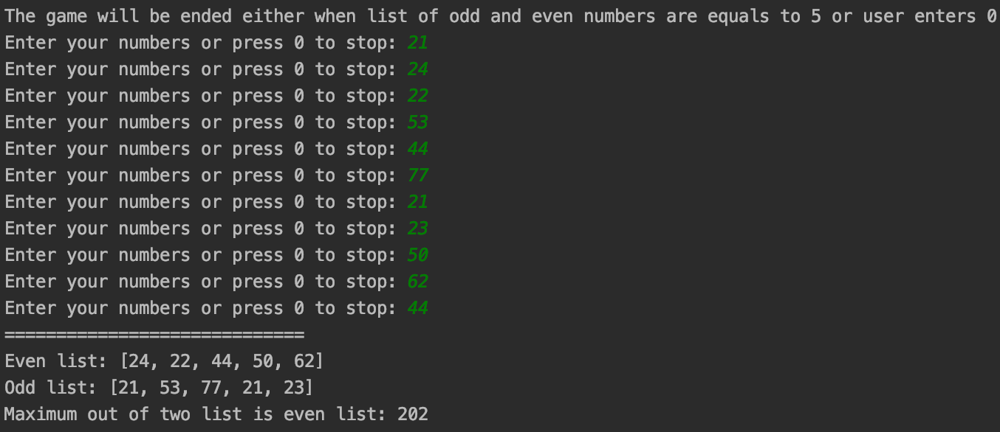 The game will be ended either when list of odd and even numbers are equals to 5 or user enters 0
Enter your numbers or press 0 to stop: 21
Enter your numbers or press 0 to stop: 24
Enter your numbers or press 0 to stop: 22
Enter your numbers or press 0 to stop: 53
Enter your numbers or press 0 to stop: 44
Enter your numbers or press 0 to stop: 77
Enter your numbers or press 0 to stop: 21
Enter your numbers or press 0 to stop: 23
Enter your numbers or press 0 to stop: 50
Enter your numbers or press 0 to stop: 62
Enter your numbers or press 0 to stop: 44
=============================
Even list: [24, 22, 44, 50, 62]
Odd list: [21, 53, 77, 21, 23]
Maximum out of two list is even list: 202